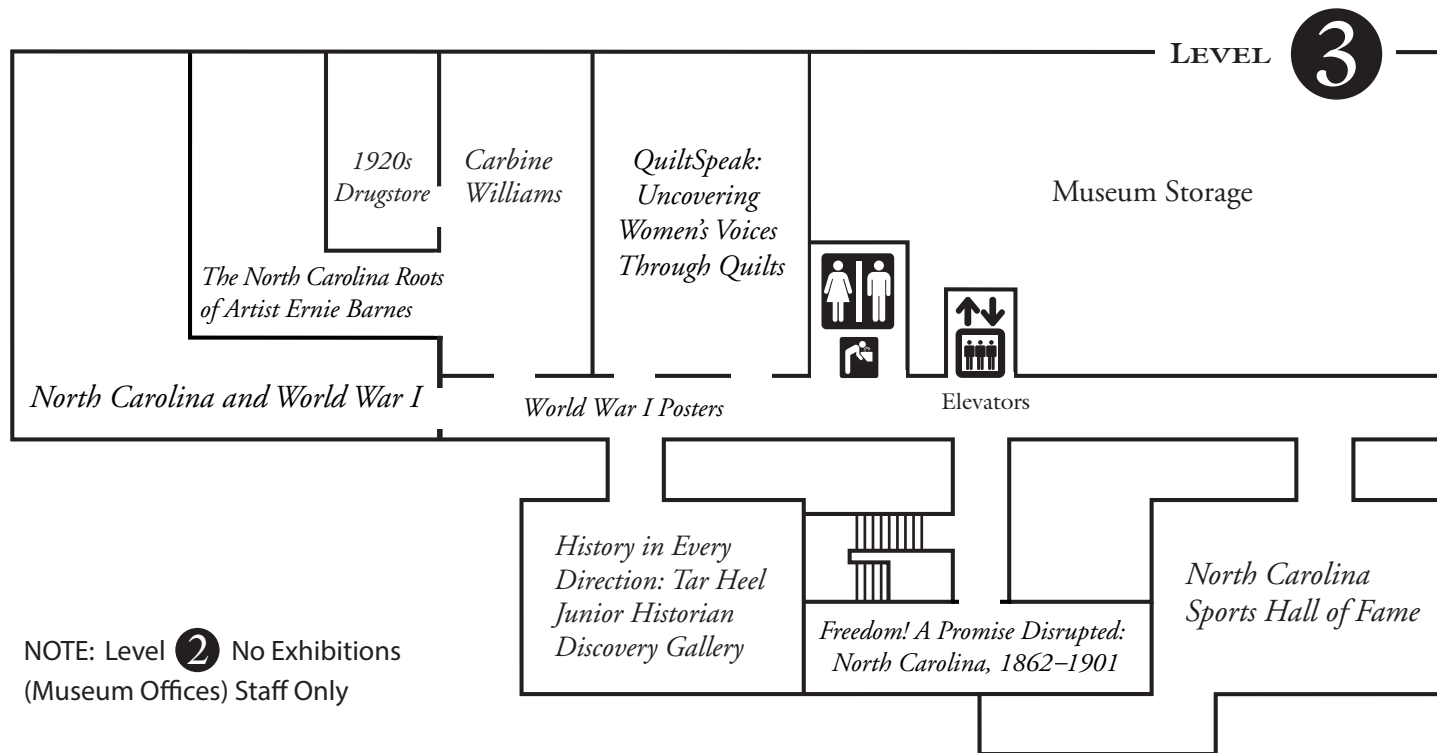 LEVEL 3
1920s
Drugstore
Carbine
Williams
QuiltSpeak:
Uncovering
Women's Voices
Through Quilts
Museum Storage
The North Carolina Roots
of Artist Ernie Barnes
North Carolina and World War I
World War I Posters
Elevators
History in Every
Direction: Tar Heel
Junior Historian
Discovery Gallery
Freedom! A Promise Disrupted:
North Carolina, 1862–1901
North Carolina
Sports Hall of Fame
NOTE: Level 2 No Exhibitions
(Museum Offices) Staff Only